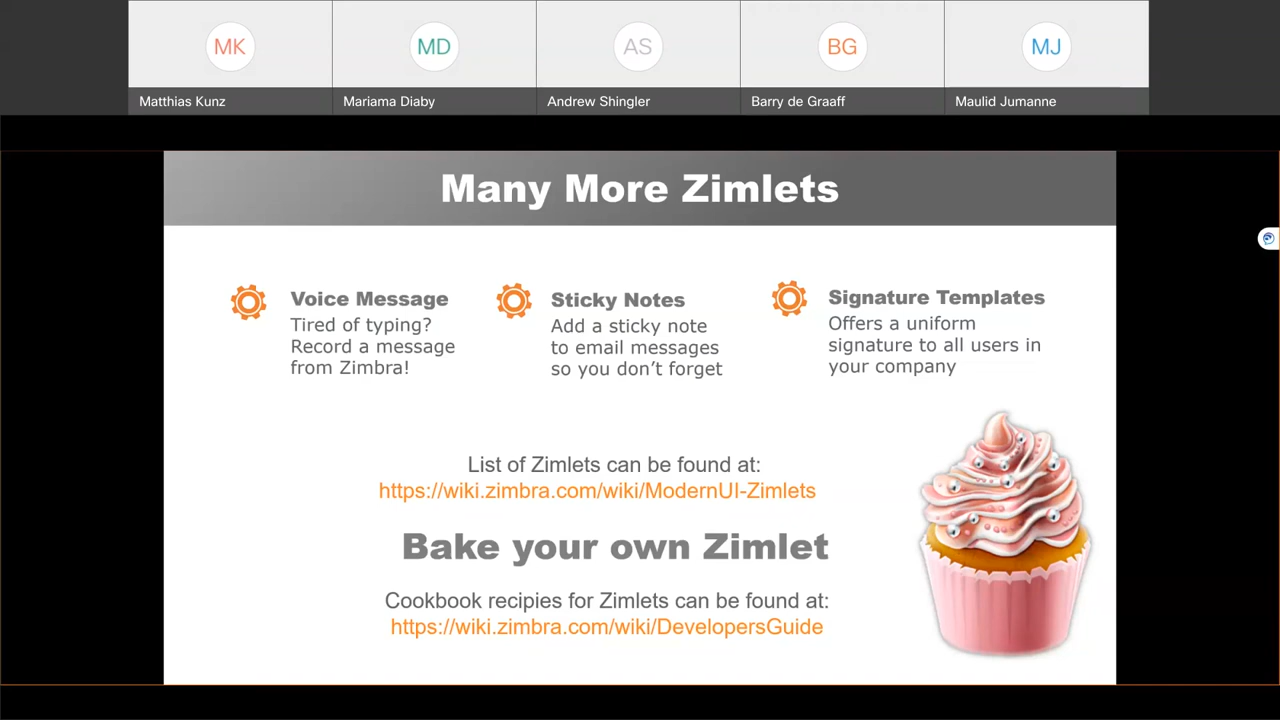 MK
MD
AS
BG
MJ
Matthias Kunz
Mariama Diaby
Andrew Shingler
Barry de Graaff
Maulid Jumanne
Many More Zimlets
Voice Message
Tired of typing?
Record a message
from Zimbra!
Sticky Notes
Add a sticky note
to email messages
so you don’t forget
Signature Templates
Offers a uniform
signature to all users in
your company
List of Zimlets can be found at:
https://wiki.zimbra.com/wiki/ModernUI-Zimlets
Bake your own Zimlet
Cookbook recipies for Zimlets can be found at:
https://wiki.zimbra.com/wiki/DevelopersGuide